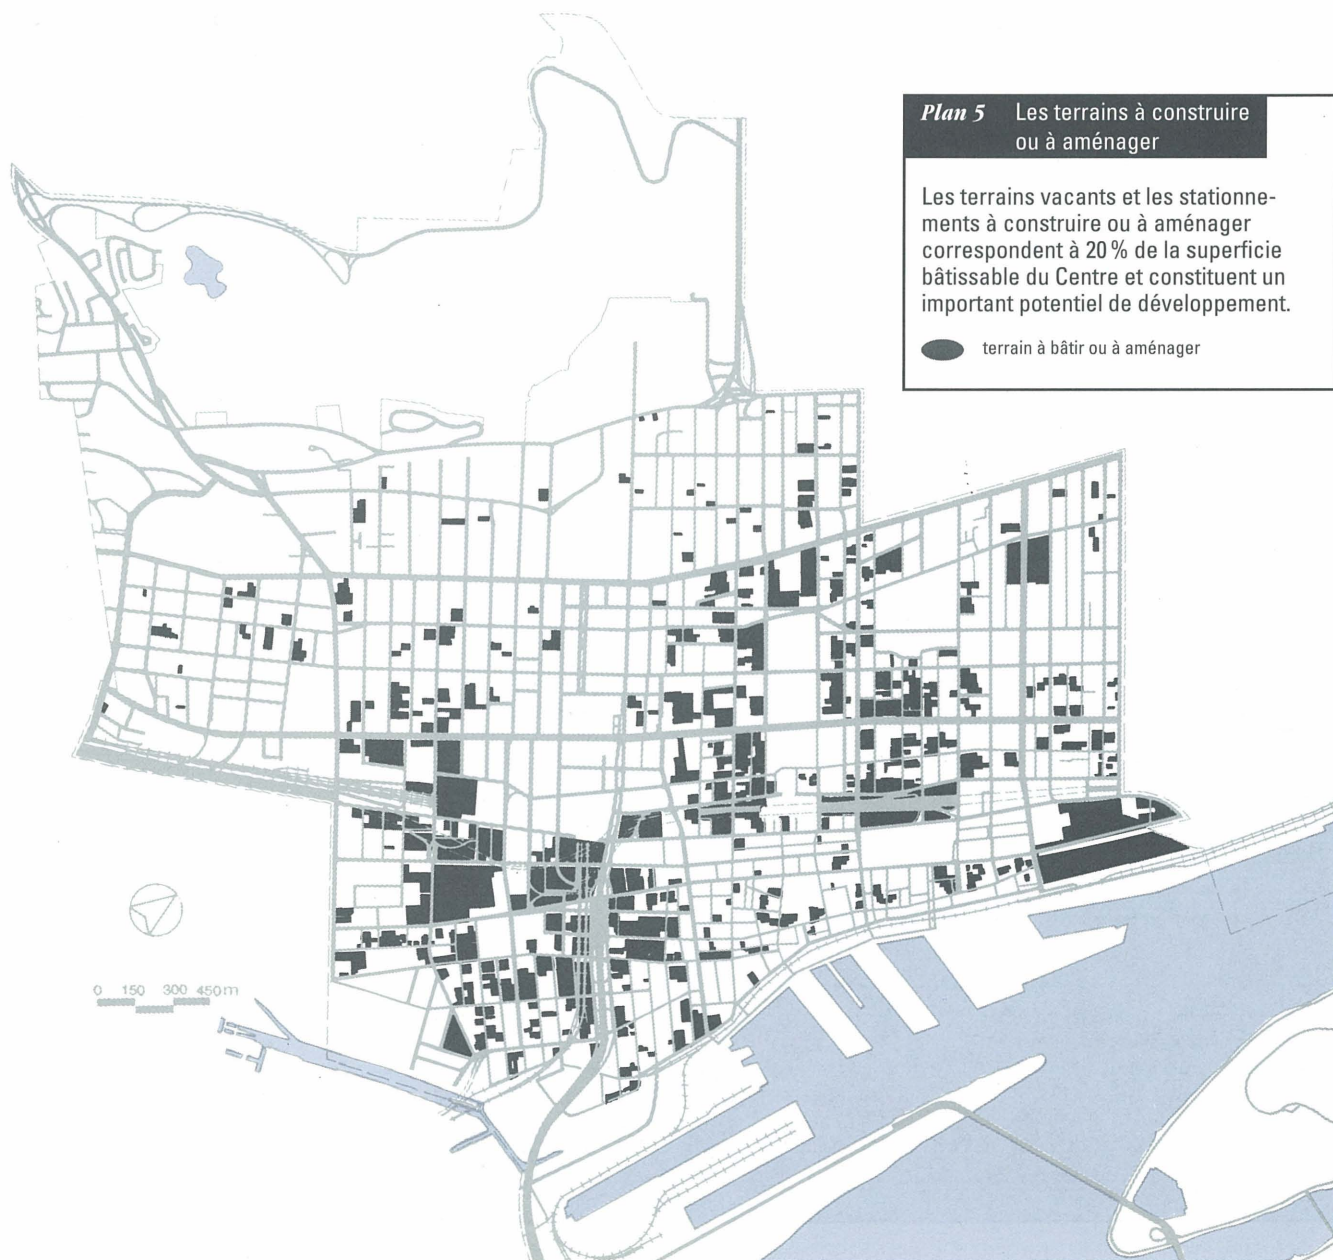 Plan 5 Les terrains à construire
ou à aménager
Les terrains vacants et les stationne-
ments à construire ou à aménager
correspondent à 20 % de la superficie
bâtissable du Centre et constituent un
important potentiel de développement.
terrain à bâtir ou à aménager
0 150 300 450m